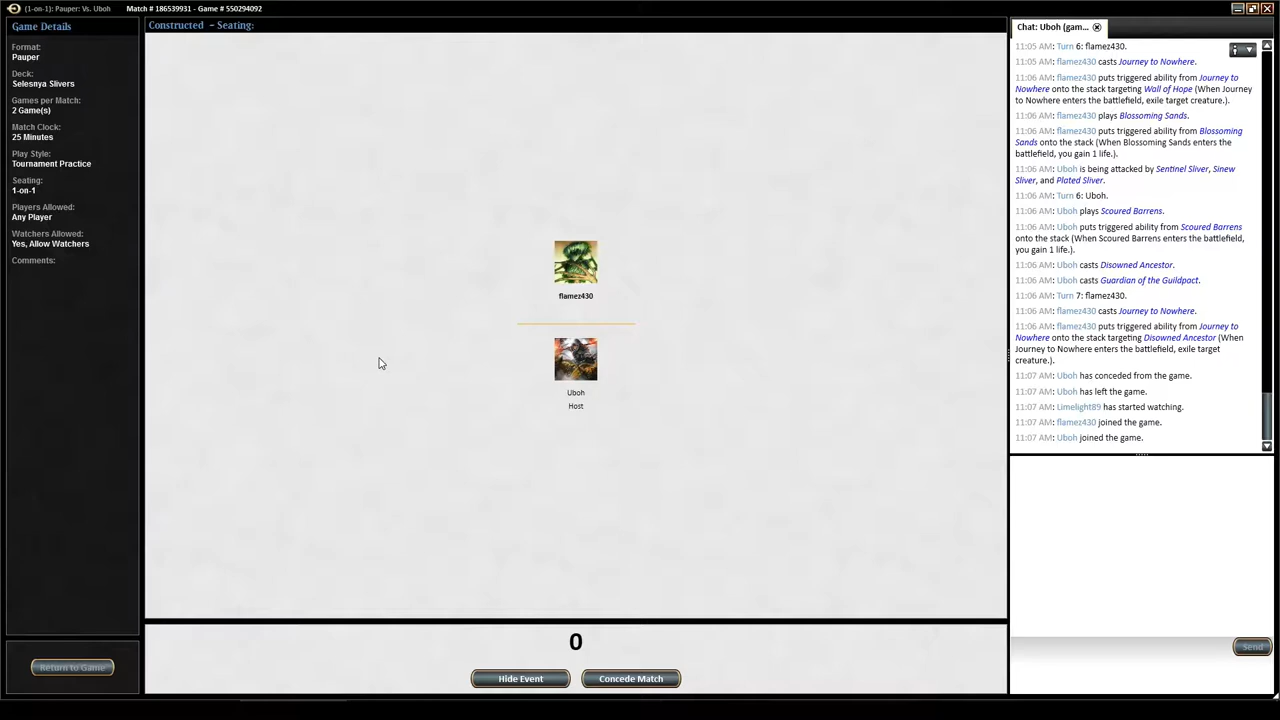 (1-on-1): Pauper: Vs. Uboh
Match # 186539931 - Game # 550294092
Game Details
Format:
Pauper
Deck:
Selesnya Slivers
Games per Match:
2 Game(s)
Match Clock:
25 Minutes
Play Style:
Tournament Practice
Seating:
1-on-1
Players Allowed:
Any Player
Watchers Allowed:
Yes, Allow Watchers
Comments:
Return to Game
Constructed - Seating:
flamez430
Uboh
Host
0
Hide Event
Concede Match
Chat: Uboh (gam...
11:05 AM: Turn 6: flamez430.
11:05 AM: flamez430 casts Journey to Nowhere.
11:06 AM: flamez430 puts triggered ability from Journey to
Nowhere onto the stack targeting Wall of Hope (When Journey
to Nowhere enters the battlefield, exile target creature.).
11:06 AM: flamez430 plays Blossoming Sands.
11:06 AM: flamez430 puts triggered ability from Blossoming
Sands onto the stack (When Blossoming Sands enters the
battlefield, you gain 1 life.).
11:06 AM: Uboh is being attacked by Sentinel Sliver, Sinew
Sliver, and Plated Sliver.
11:06 AM: Turn 6: Uboh.
11:06 AM: Uboh plays Scoured Barrens.
11:06 AM: Uboh puts triggered ability from Scoured Barrens
onto the stack (When Scoured Barrens enters the battlefield,
you gain 1 life.).
11:06 AM: Uboh casts Disowned Ancestor.
11:06 AM: Uboh casts Guardian of the Guildpact.
11:06 AM: Turn 7: flamez430.
11:06 AM: flamez430 casts Journey to Nowhere.
11:06 AM: flamez430 puts triggered ability from Journey to
Nowhere onto the stack targeting Disowned Ancestor (When
Journey to Nowhere enters the battlefield, exile target
creature.).
11:07 AM: Uboh has conceded from the game.
11:07 AM: Uboh has left the game.
11:07 AM: Limelight89 has started watching.
11:07 AM: flamez430 joined the game.
11:07 AM: Uboh joined the game.
Send